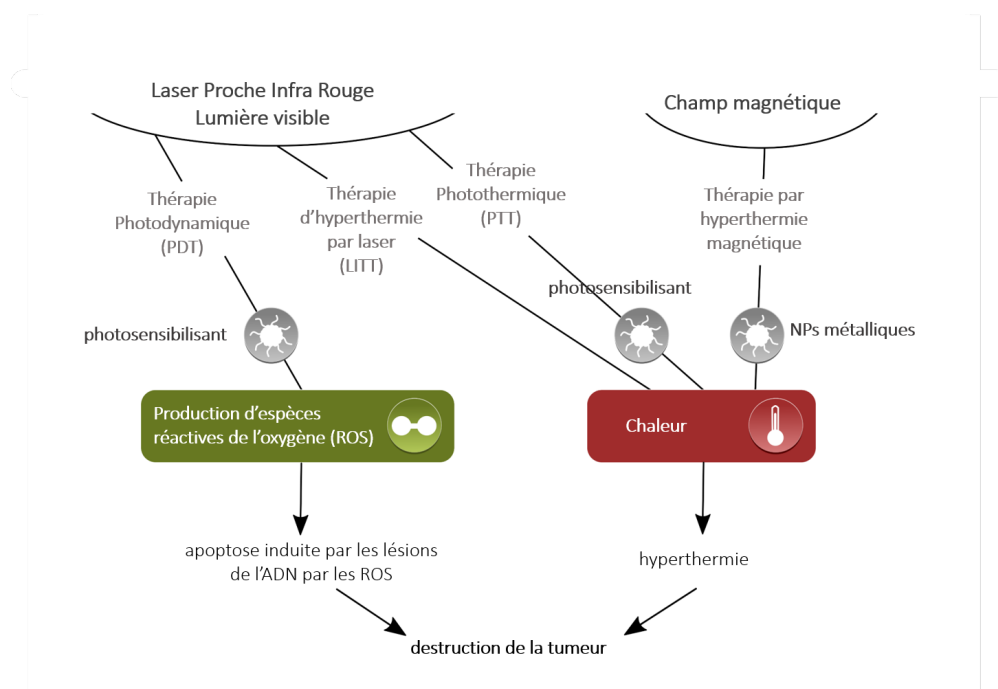 Laser Proche Infra Rouge
Lumière visible
Champ magnétique
Thérapie
Photodynamique
(PDT)
Thérapie
d’hyperthermie
par laser
(LITT)
Thérapie
Photothermique
(PTT)
Thérapie par
hyperthermie
magnétique
photosensibilisant
photosensibilisant
NPs métalliques
Production d’espèces
réactives de l’oxygène (ROS)
Chaleur
apoptose induite par les lésions
de l’ADN par les ROS
hyperthermie
destruction de la tumeur